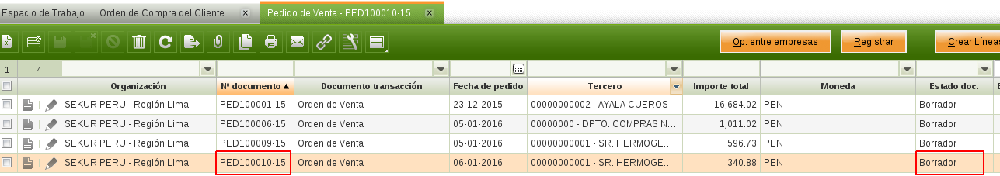 Espacio de Trabajo Orden de Compra del Cliente ... x Pedido de Venta - PED100010-15... x
Op. entre empresas Registrar Crear Línea
1 4
Organización Nº documento Documento transacción Fecha de pedido Tercero Importe total Moneda Estado doc.
SEKUR PERU - Región Lima PED100001-15 Orden de Venta 23-12-2015 00000000002 - AYALA CUEROS 16,684.02 PEN Borrador
SEKUR PERU - Región Lima PED100006-15 Orden de Venta 05-01-2016 00000000 - DPTO. COMPRAS N... 1,011.02 PEN Borrador
SEKUR PERU - Región Lima PED100009-15 Orden de Venta 05-01-2016 00000000001 - SR. HERMOGE... 596.73 PEN Borrador
SEKUR PERU - Región Lima PED100010-15 Orden de Venta 06-01-2016 00000000001 - SR. HERMOGE... 340.88 PEN Borrador